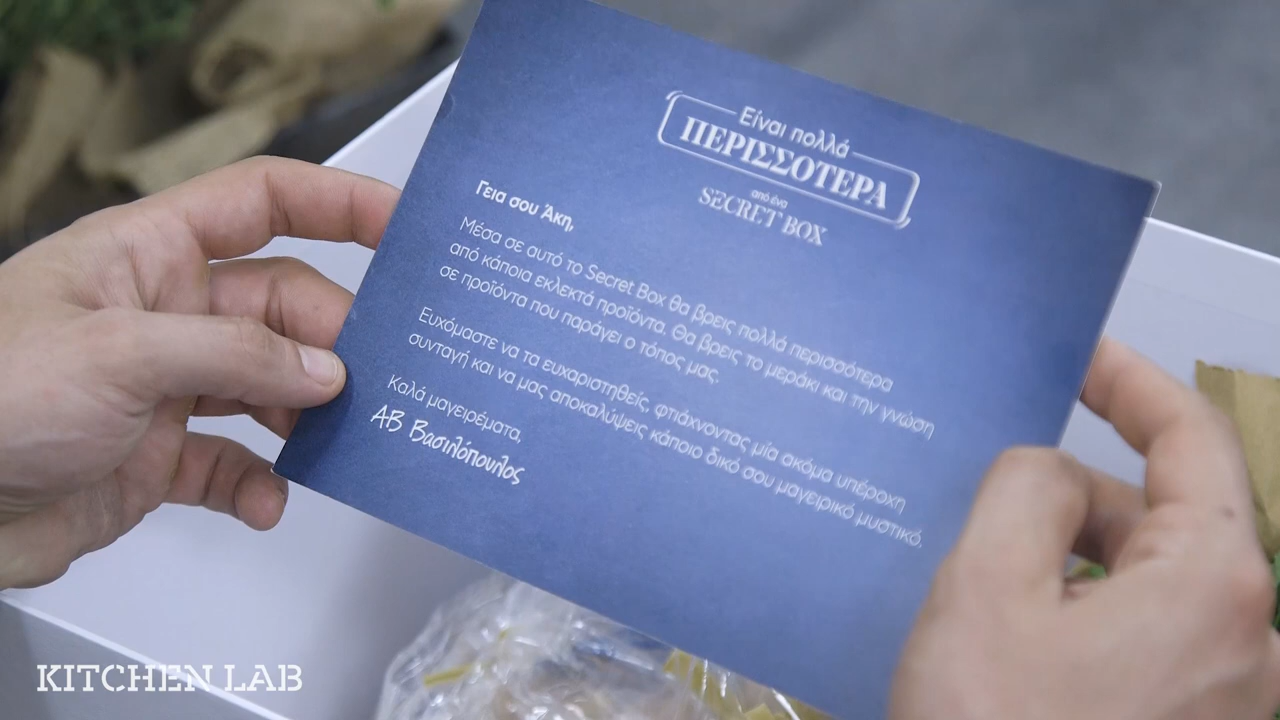 Είναι πολλά
ΠΕΡΙΣΣΟΤΕΡΑ
από ένα
SECRET BOX
Γεια σου Άκη,
Μέσα σε αυτό το Secret Box θα βρεις πολλά περισσότερα
από κάποια εκλεκτά προϊόντα. Θα βρεις το μεράκι και την γνώση
σε προϊόντα που παράγει ο τόπος μας.
Ευχόμαστε να τα ευχαριστηθείς, φτιάχνοντας μία ακόμα υπέροχη
συνταγή και να μας αποκαλύψεις κάποιο δικό σου μαγειρικό μυστικό.
Καλά μαγειρέματα,
ΑΒ Βασιλόπουλος
KITCHEN LAB